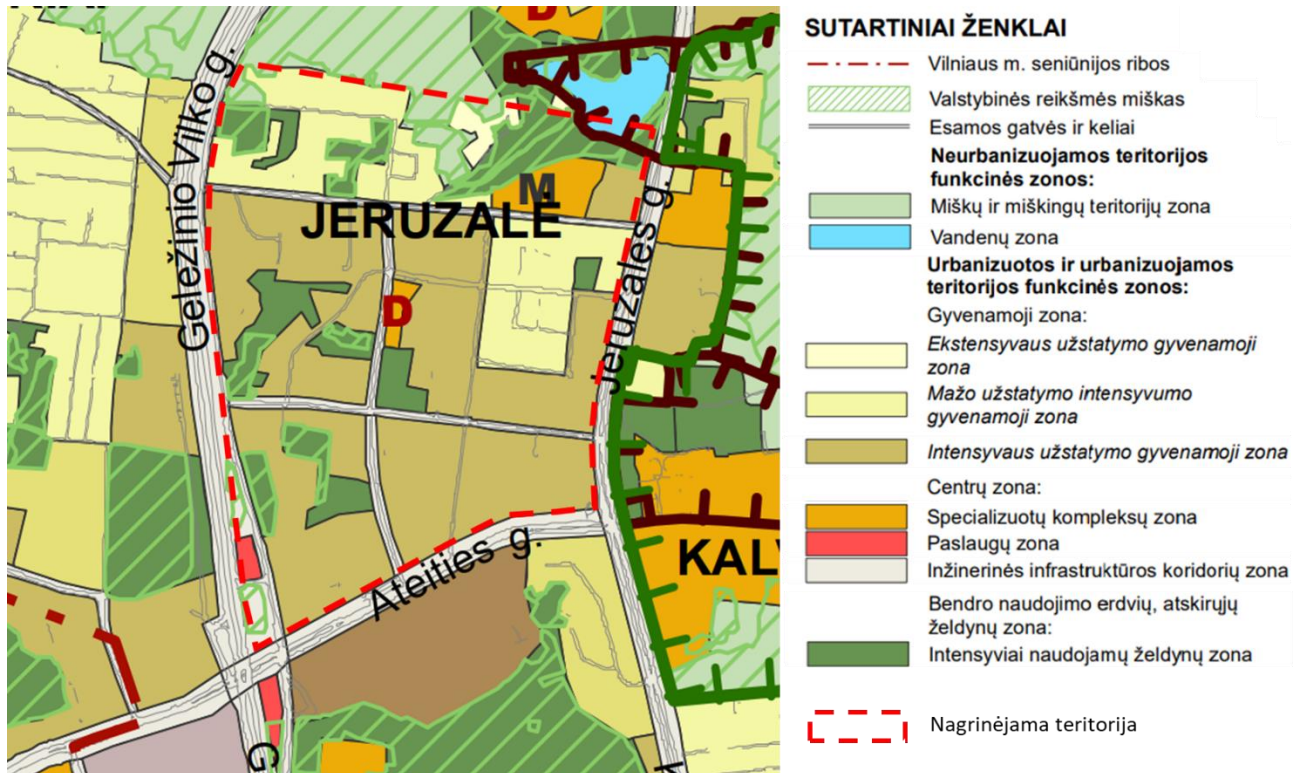 D
Geležinio Vilko g.
M
JERUZALĖ
D
Jeruzalės g.
Ateities g.
KALV
G
SUTARTINIAI ŽENKLAI
Vilniaus m. seniūnijos ribos
Valstybinės reikšmės miškas
Esamos gatvės ir keliai
Neurbanizuojamos teritorijos
funkcinės zonos:
Miškų ir miškingų teritorijų zona
Vandenų zona
Urbanizuotos ir urbanizuojamos
teritorijos funkcinės zonos:
Gyvenamoji zona:
Ekstensyvaus užstatymo gyvenamoji
zona
Mažo užstatymo intensyvumo
gyvenamoji zona
Intensyvaus užstatymo gyvenamoji zona
Centrų zona:
Specializuotų kompleksų zona
Paslaugų zona
Inžinerinės infrastruktūros koridorių zona
Bendro naudojimo erdvių, atskirųjų
želdynų zona:
Intensyviai naudojamų želdynų zona
Nagrinėjama teritorija